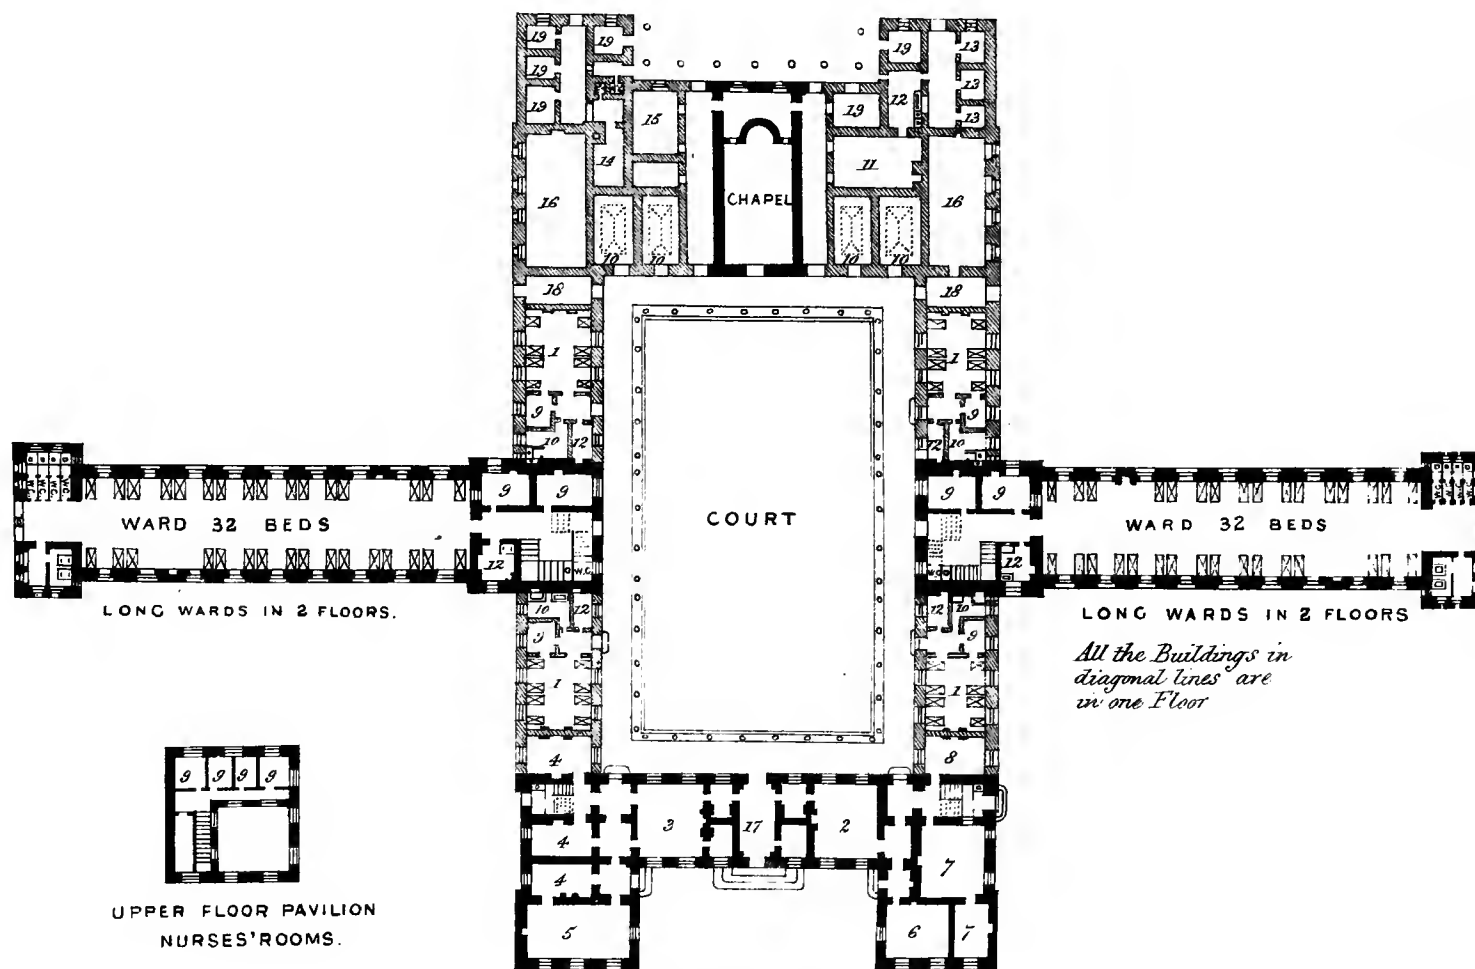 19 19 19 13
19 12 13
19 15 19 13
14 11
16 CHAPEL 16
10 10 10 10
18 18
1 1
9 9
10 12 12 10
W.C. W.C. W.C. W.C. 9 9 9 9 W.C.
WARD 32 BEDS COURT WARD 32 BEDS
12 W.C. 12
LONG WARDS IN 2 FLOORS. 10 12 12 10 LONG WARDS IN 2 FLOORS
9 9
All the Buildings in
diagonal lines are
in one Floor
1 1
4 8
9 9 9 9
4 3 17 2 7
4
5 6 7
UPPER FLOOR PAVILION
NURSES' ROOMS.